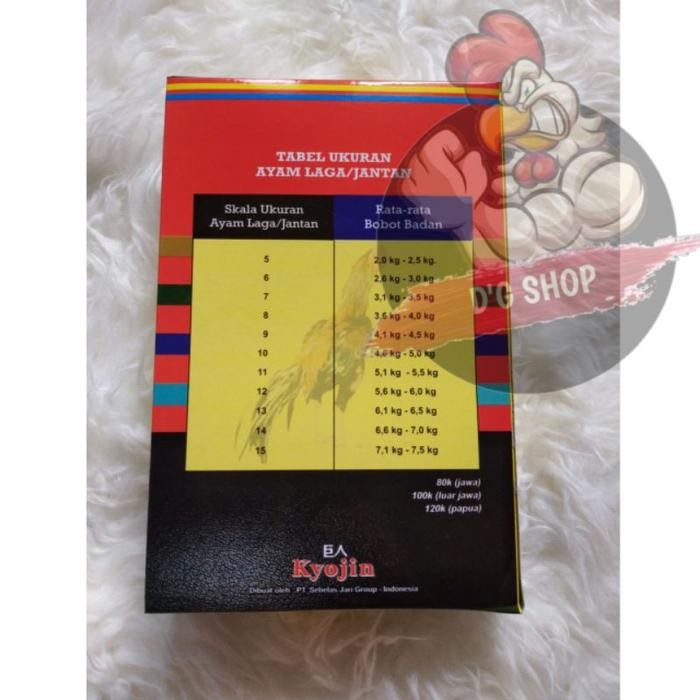 TABEL UKURAN
AYAM LAGA/JANTAN
Skala Ukuran
Ayam Laga/Jantan
Rata-rata
Bobot Badan
5 2,0 kg - 2,5 kg.
6 2,6 kg - 3,0 kg
7 3,1 kg - 3,5 kg
8 3,6 kg - 4,0 kg
9 4,1 kg - 4,5 kg
10 4,6 kg - 5,0 kg
11 5,1 kg - 5,5 kg
12 5,6 kg - 6,0 kg
13 6,1 kg - 6,5 kg
14 6,6 kg - 7,0 kg
15 7,1 kg - 7,5 kg
D'G SHOP
80k (jawa)
100k (luar jawa)
120k (papua)
巨人
Kyojin
Dibuat oleh : PT. Sebelas Jari Group - Indonesia